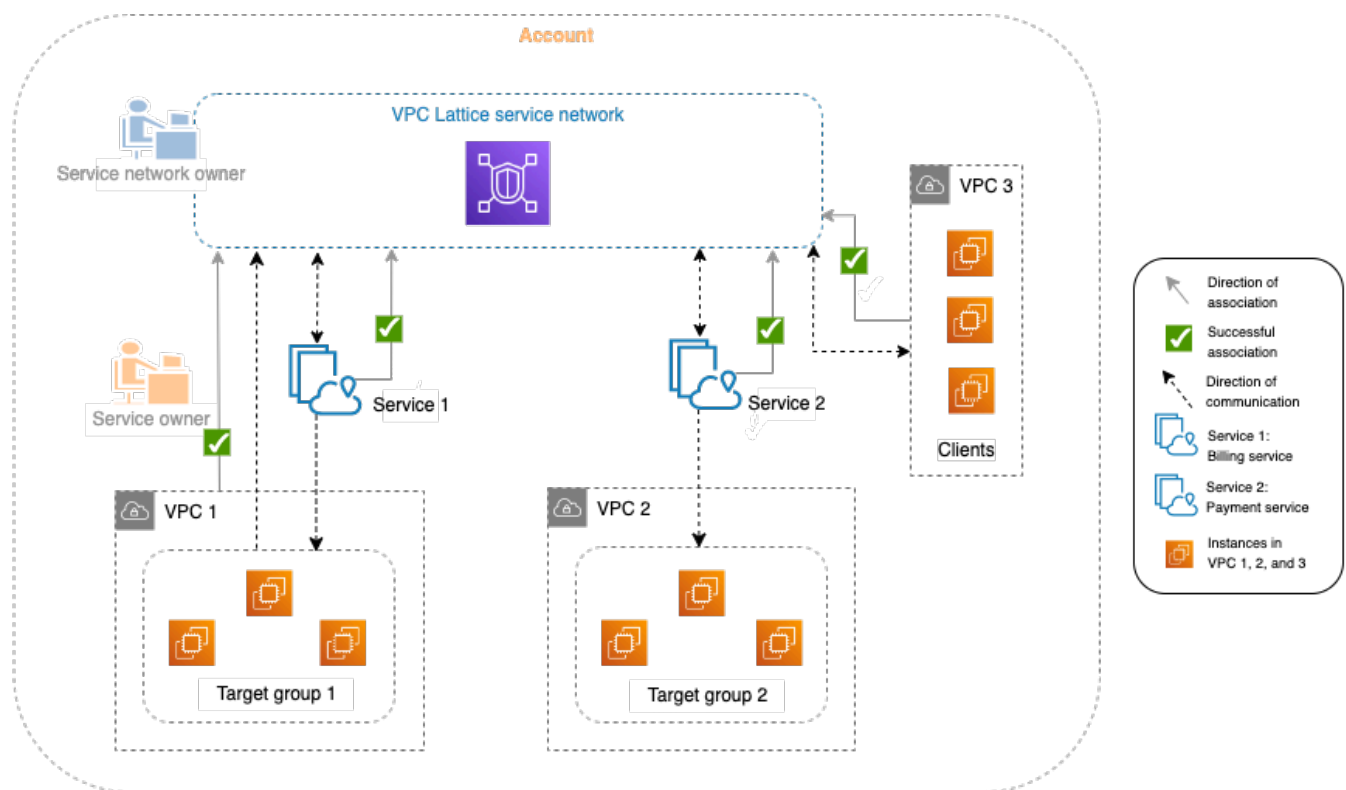 Account
VPC Lattice service network
Service network owner
VPC 3
Clients
Service owner
Service 1
Service 2
VPC 1
Target group 1
VPC 2
Target group 2
Direction of
association
Successful
association
Direction of
communication
Service 1:
Billing service
Service 2:
Payment service
Instances in
VPC 1, 2, and 3